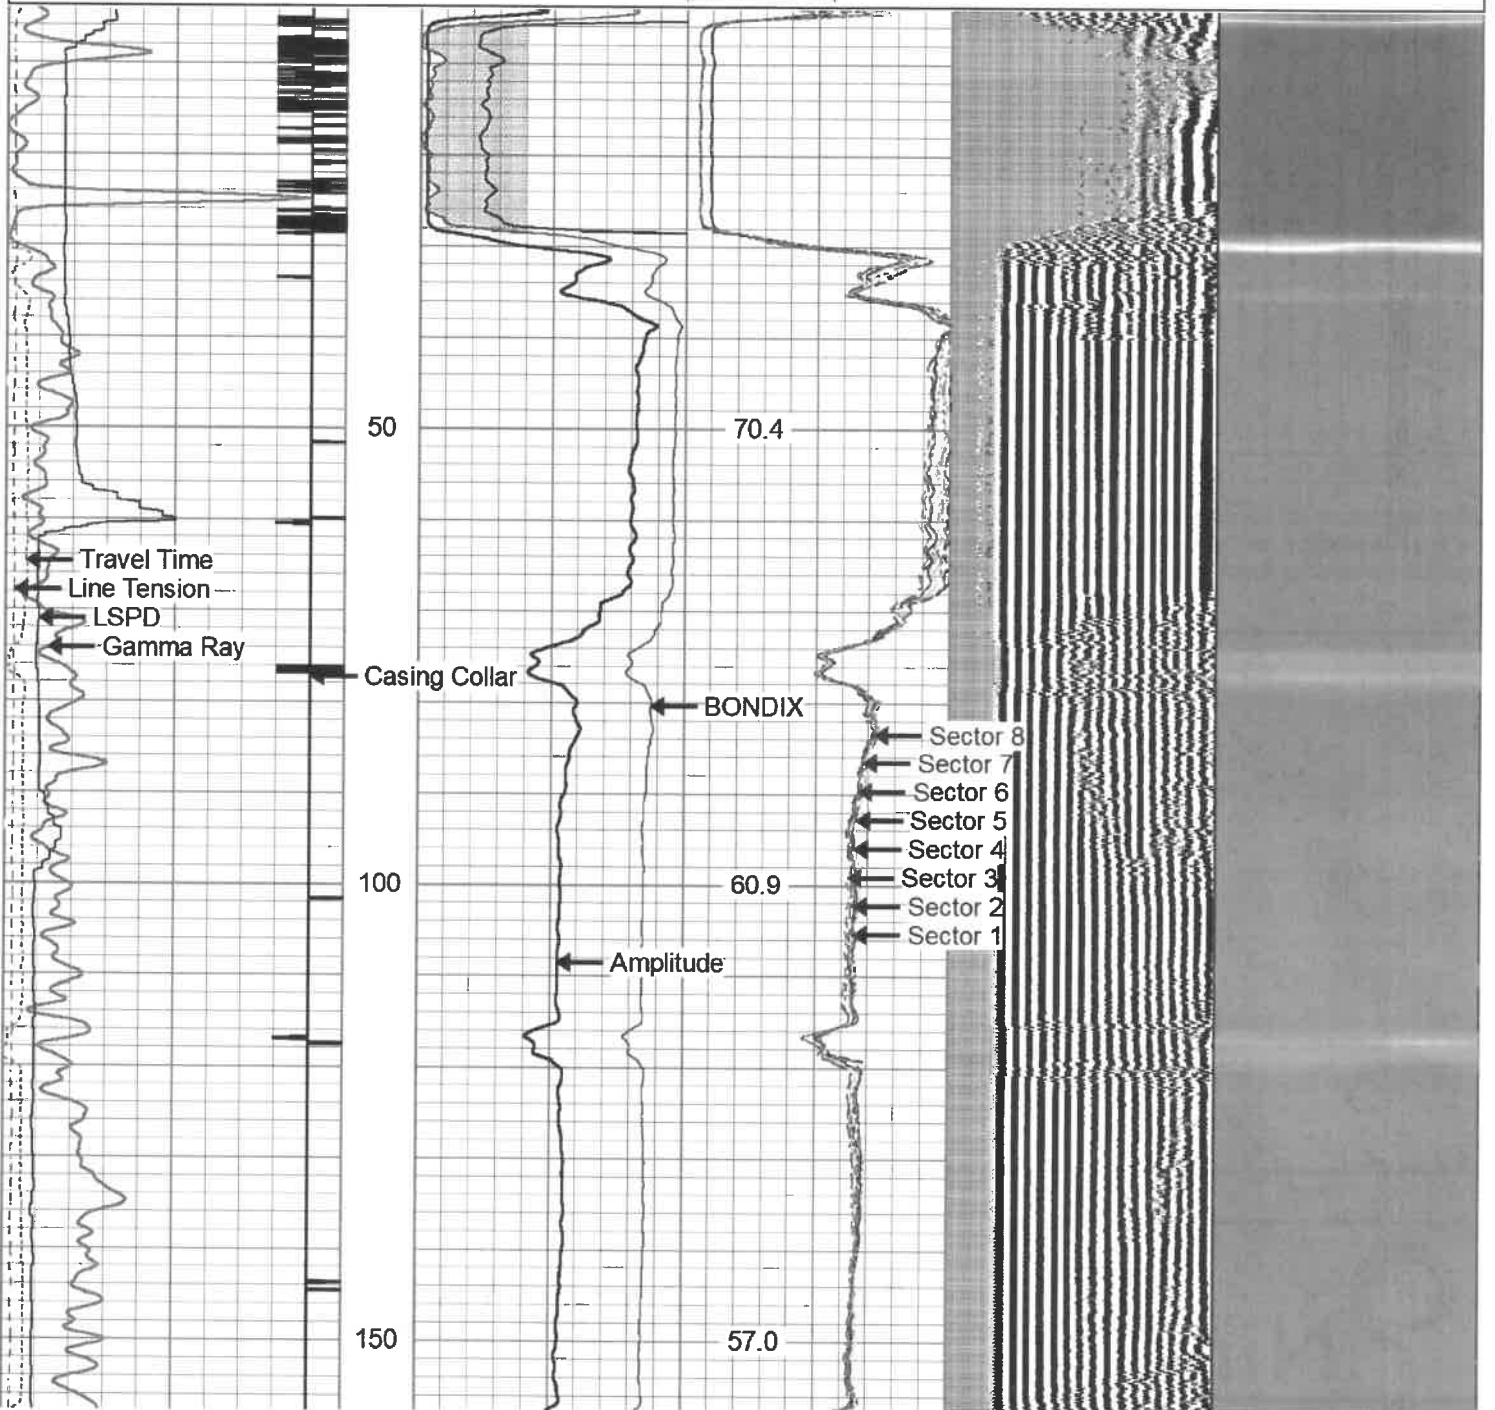 50
70.4
Travel Time
Line Tension
LSPD
Gamma Ray
Casing Collar
BONDIX
Sector 8
Sector 7
Sector 6
Sector 5
Sector 4
100
60.9
Sector 3
Sector 2
Sector 1
Amplitude
150
57.0